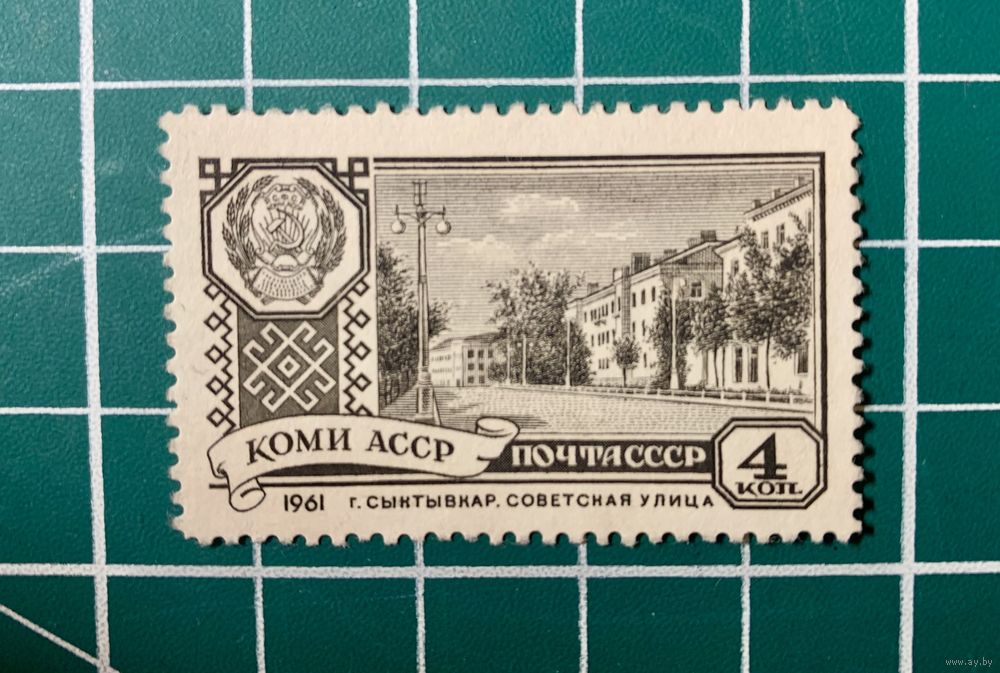 КОМИ АССР
ПОЧТА СССР
4
КОП.
1961 г. СЫКТЫВКАР. СОВЕТСКАЯ УЛИЦА
www.ay.by